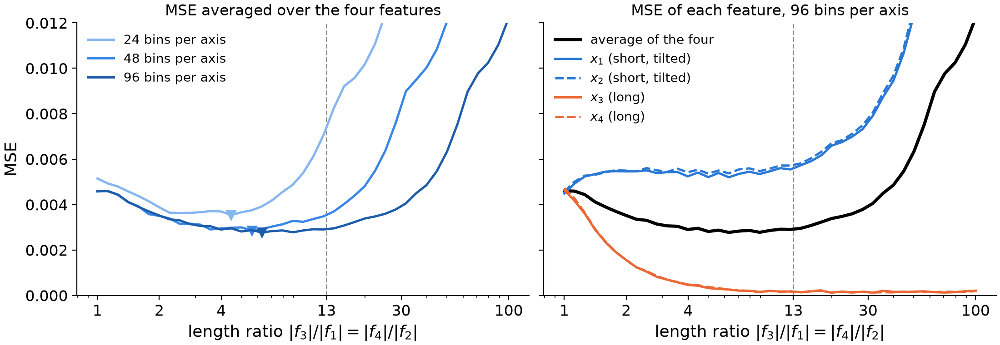 MSE averaged over the four features
0.012
0.010
0.008
0.006
0.004
0.002
0.000
MSE
24 bins per axis
48 bins per axis
96 bins per axis
1 2 4 13 30 100
length ratio |f₃|/|f₁| = |f₄|/|f₂|
MSE of each feature, 96 bins per axis
average of the four
x₁ (short, tilted)
x₂ (short, tilted)
x₃ (long)
x₄ (long)
1 2 4 13 30 100
length ratio |f₃|/|f₁| = |f₄|/|f₂|